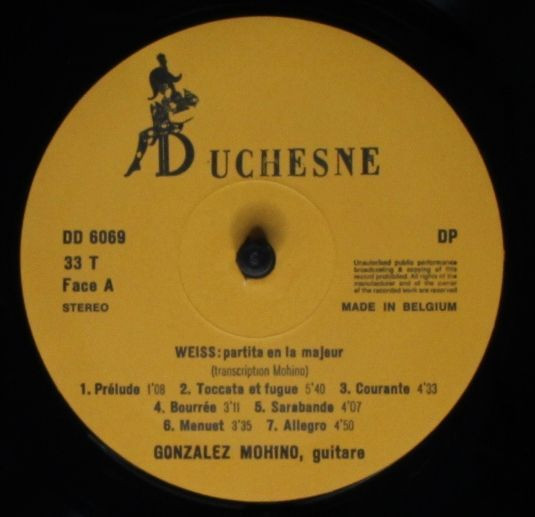 DUCHESNE
DD 6069
DP
33 T
Face A
STEREO
Unauthorised public performance
broadcasting & copying of this
record prohibited. All rights of the
manufacturer and of the owner
of the recorded work are reserved
MADE IN BELGIUM
WEISS: partita en la majeur
(transcription Mohino)
1. Prélude 1'08 2. Toccata et fugue 5'40 3. Courante 4'33
4. Bourrée 3'11 5. Sarabande 4'07
6. Menuet 3'35 7. Allegro 4'50
GONZALEZ MOHINO, guitare